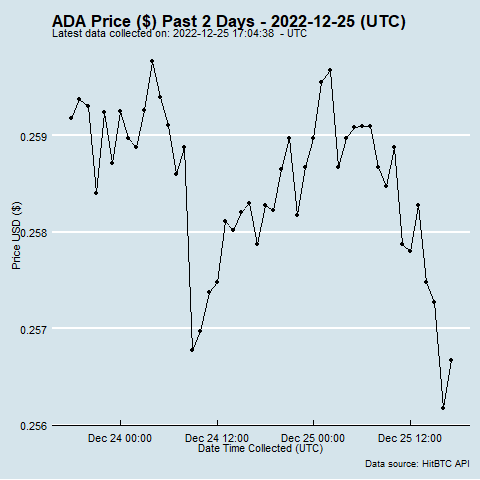 ADA Price ($) Past 2 Days - 2022-12-25 (UTC)
Latest data collected on: 2022-12-25 17:04:38 - UTC
0.259
0.258
0.257
0.256
Price USD ($)
Dec 24 00:00 Dec 24 12:00 Dec 25 00:00 Dec 25 12:00
Date Time Collected (UTC)
Data source: HitBTC API